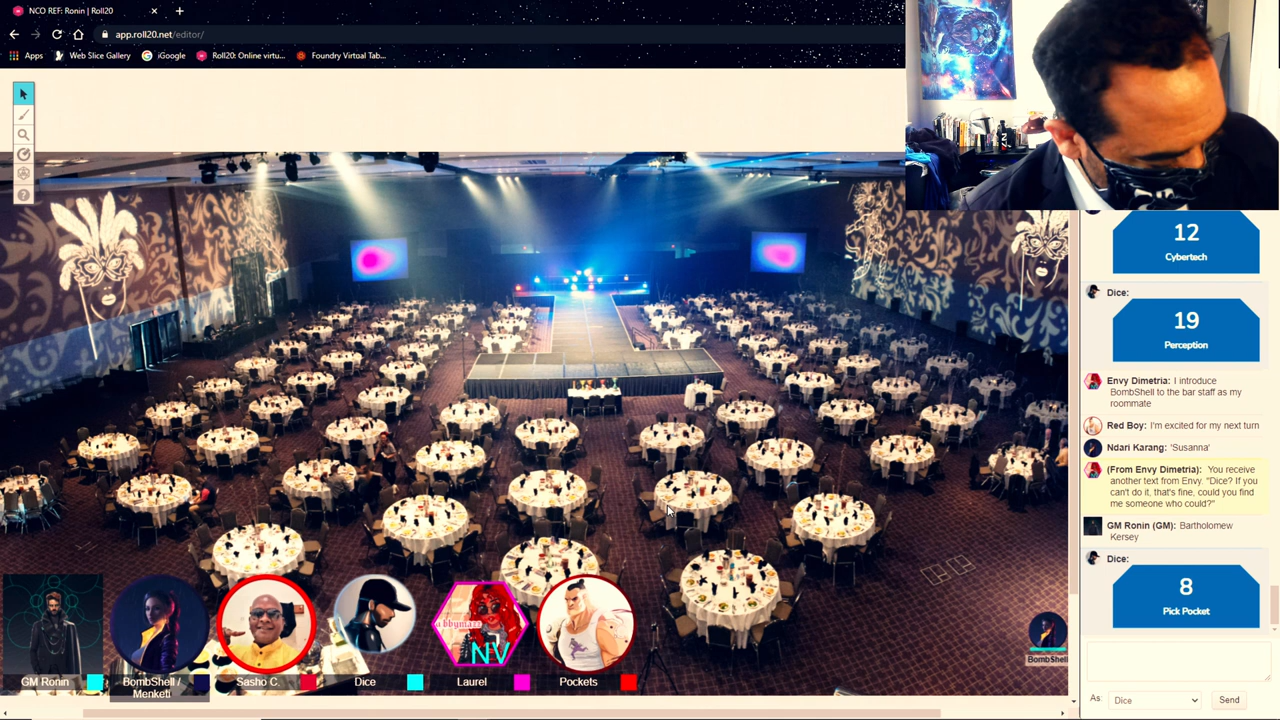 NCO REF: Ronin | Roll20
app.roll20.net/editor/
Apps
Web Slice Gallery
iGoogle
Roll20: Online virtu...
Foundry Virtual Tab...
12
Cybertech
Dice:
19
Perception
Envy Dimetria: I introduce
BombShell to the bar staff as my
roommate
Red Boy: I'm excited for my next turn
Ndari Karang: 'Susanna'
(From Envy Dimetria): You receive
another text from Envy. "Dice? If you
can't do it, that's fine, could you find
me someone who could?"
GM Ronin (GM): Bartholomew
Kersey
Dice:
8
Pick Pocket
As:
Dice
Send
BombShell
NV
GM Ronin
BombShell /
Menketi
Sasho C.
Dice
Laurel
Pockets